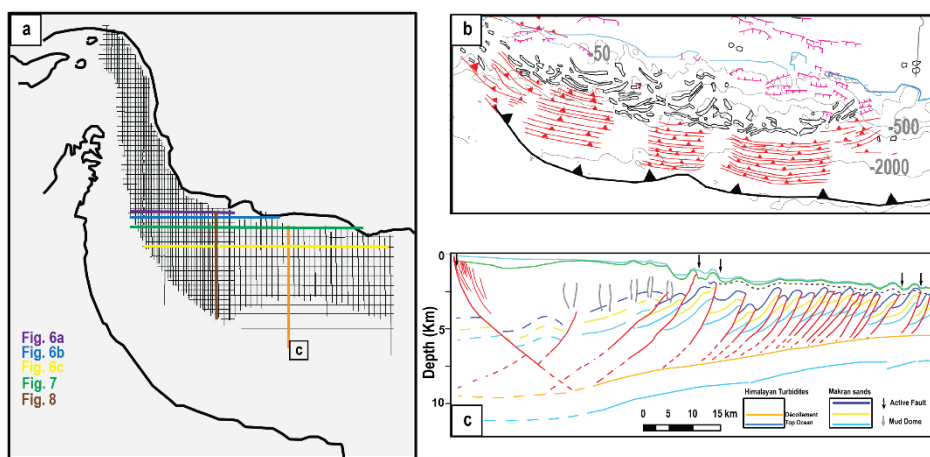 a
Fig. 6a
Fig. 6b
Fig. 6c
Fig. 7
Fig. 8
c
b
50
-500
-2000
0
5
10
Depth (Km)
c
0 5 10 15 km
Himalayan Turbidites
Décollement
Top Ocean
Makran sands
Active Fault
Mud Dome